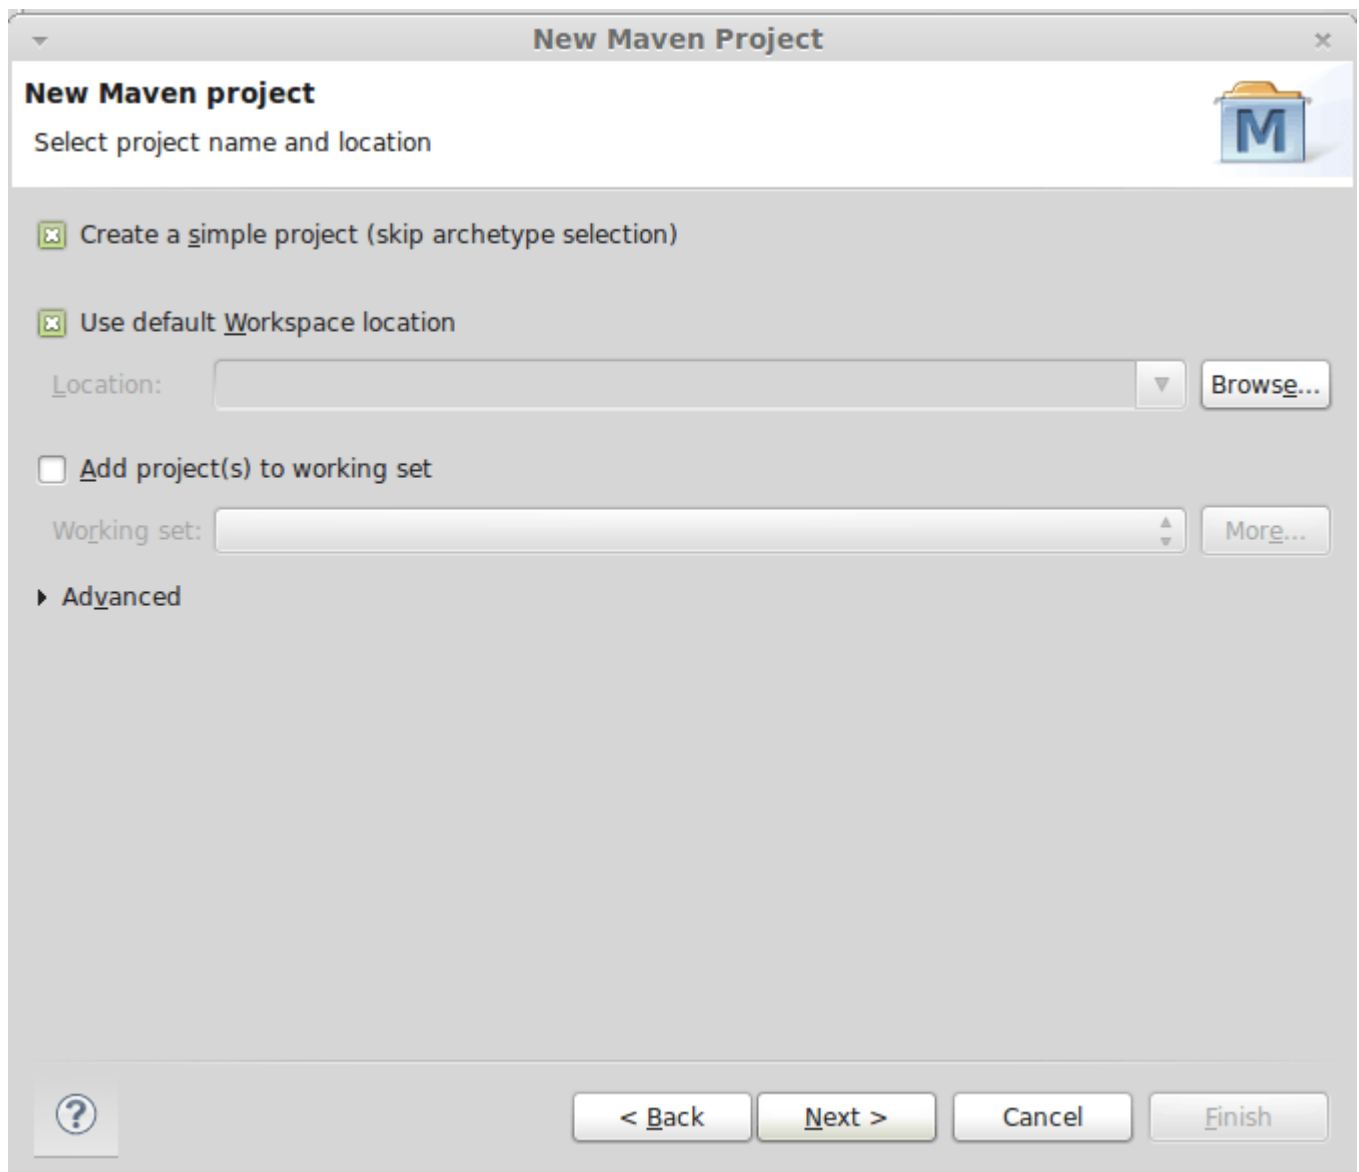 New Maven Project
New Maven project
Select project name and location
M
Create a simple project (skip archetype selection)
Use default Workspace location
Location:
Browse...
Add project(s) to working set
Working set:
More...
Advanced
?
< Back
Next >
Cancel
Finish